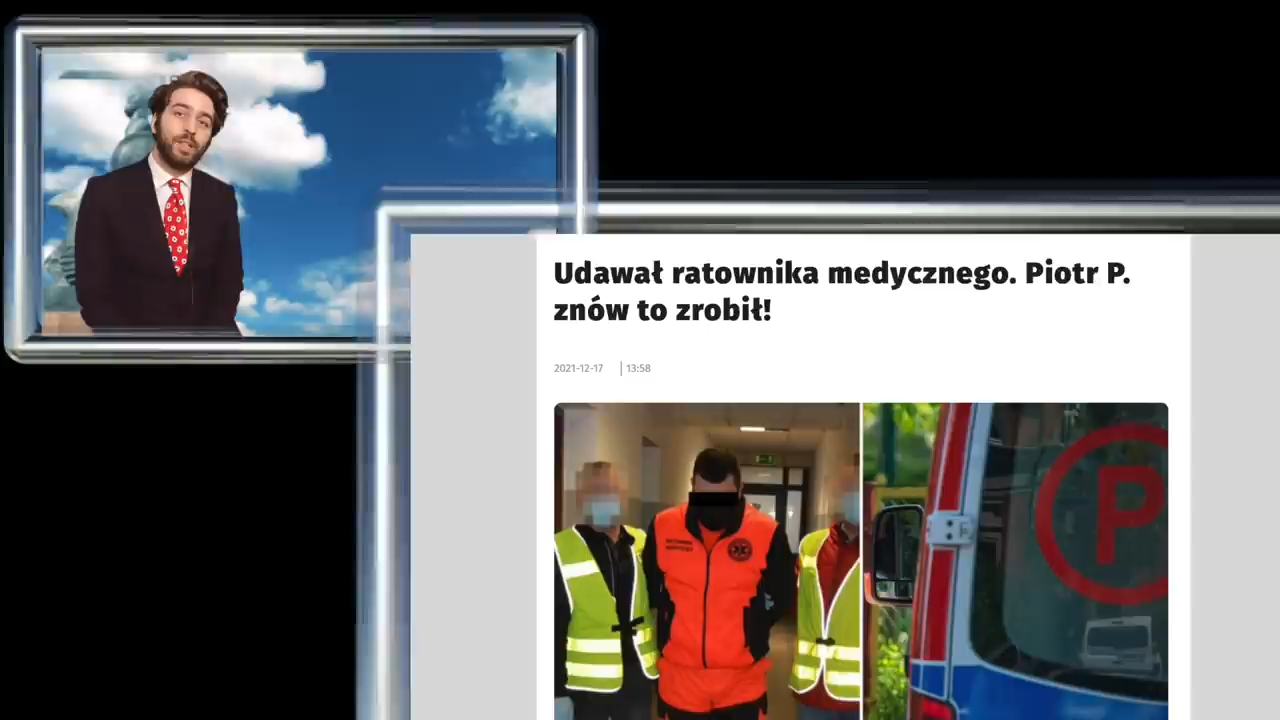 Udawał ratownika medycznego. Piotr P.
znów to zrobił!
2021-12-17 | 13:58
P